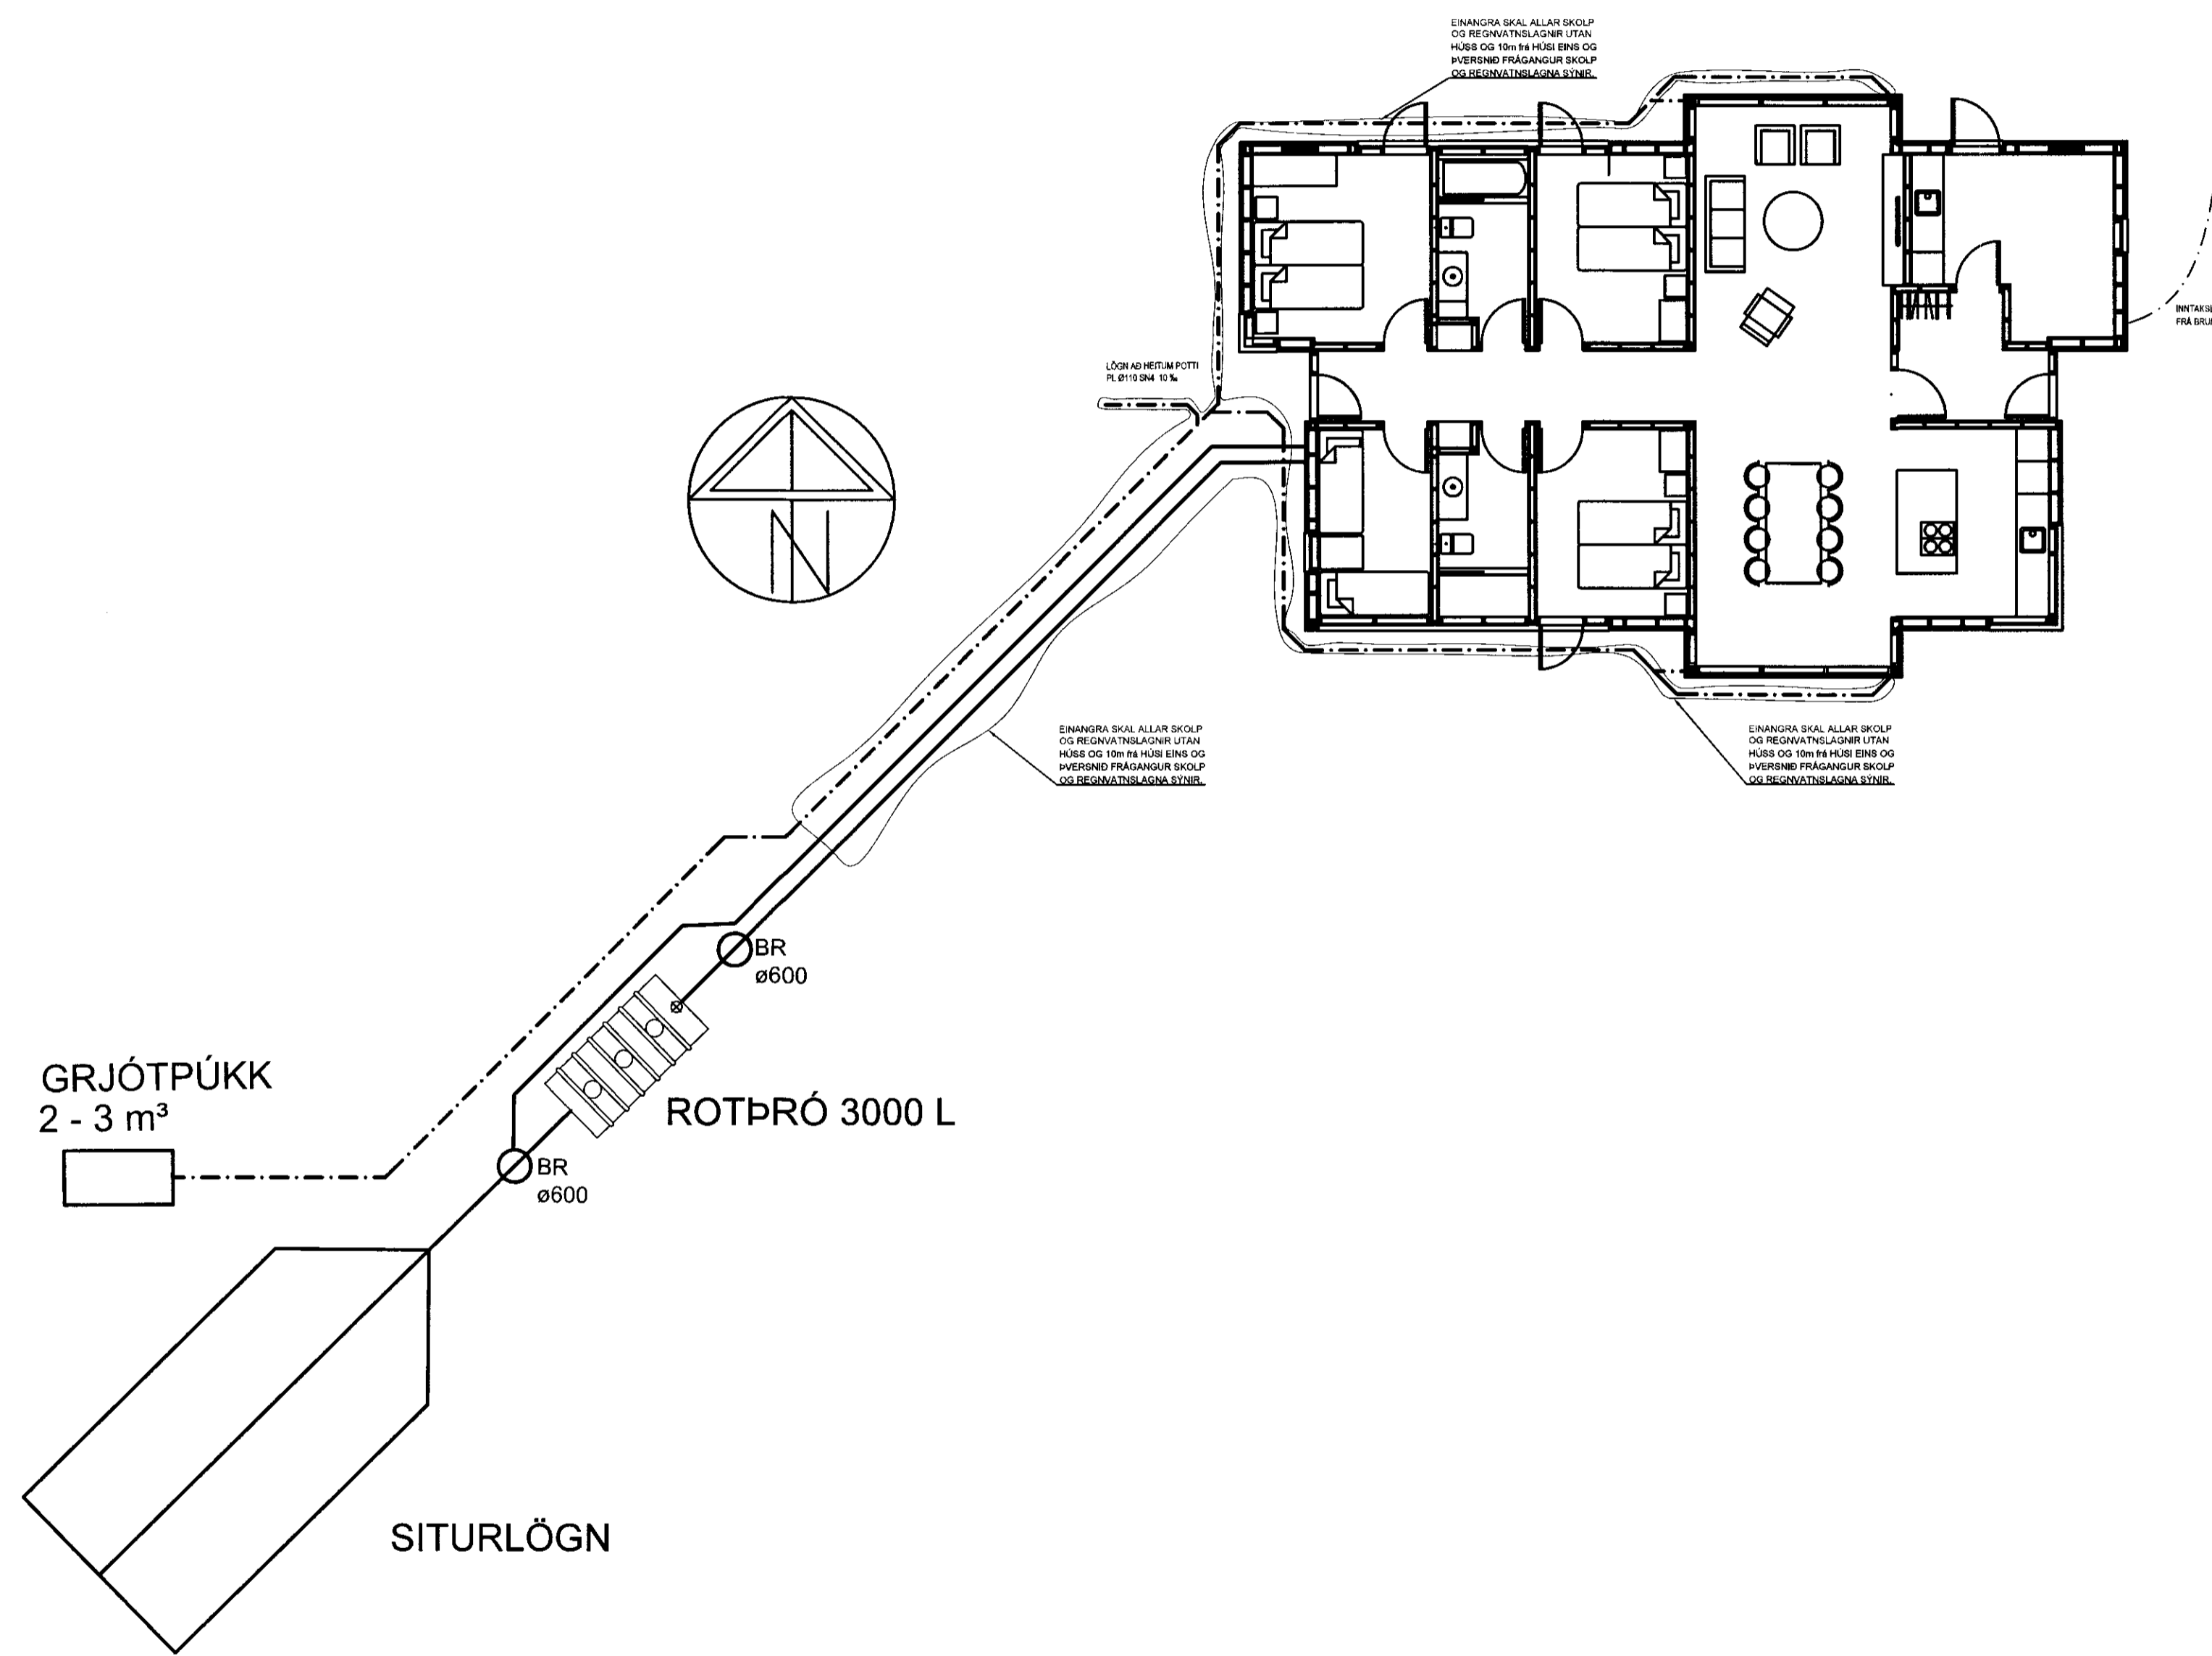 EINANGRA SKAL ALLAR SKOLP
OG REGNVATNSLAGNIR UTAN
HÚSS OG 10m frá HÚSI EINS OG
ÞVERSNIÐ FRÁGANGUR SKOLP
OG REGNVATNSLAGNA SÝNIR.
FRÁ
LÖGN AÐ HEITUM POTTI
PL Ø110 SN4 10 ‰
N
EINANGRA SKAL ALLAR SKOLP
OG REGNVATNSLAGNIR UTAN
HÚSS OG 10m frá HÚSI EINS OG
ÞVERSNIÐ FRÁGANGUR SKOLP
OG REGNVATNSLAGNA SÝNIR.
EINANGRA SKAL ALLAR SKOLP
OG REGNVATNSLAGNIR UTAN
HÚSS OG 10m frá HÚSI EINS OG
ÞVERSNIÐ FRÁGANGUR SKOLP
OG REGNVATNSLAGNA SÝNIR.
BR
ø600
GRJÓTPÚKK
2 - 3 m³
ROTÞRÓ 3000 L
BR
ø600
SITURLÖGN